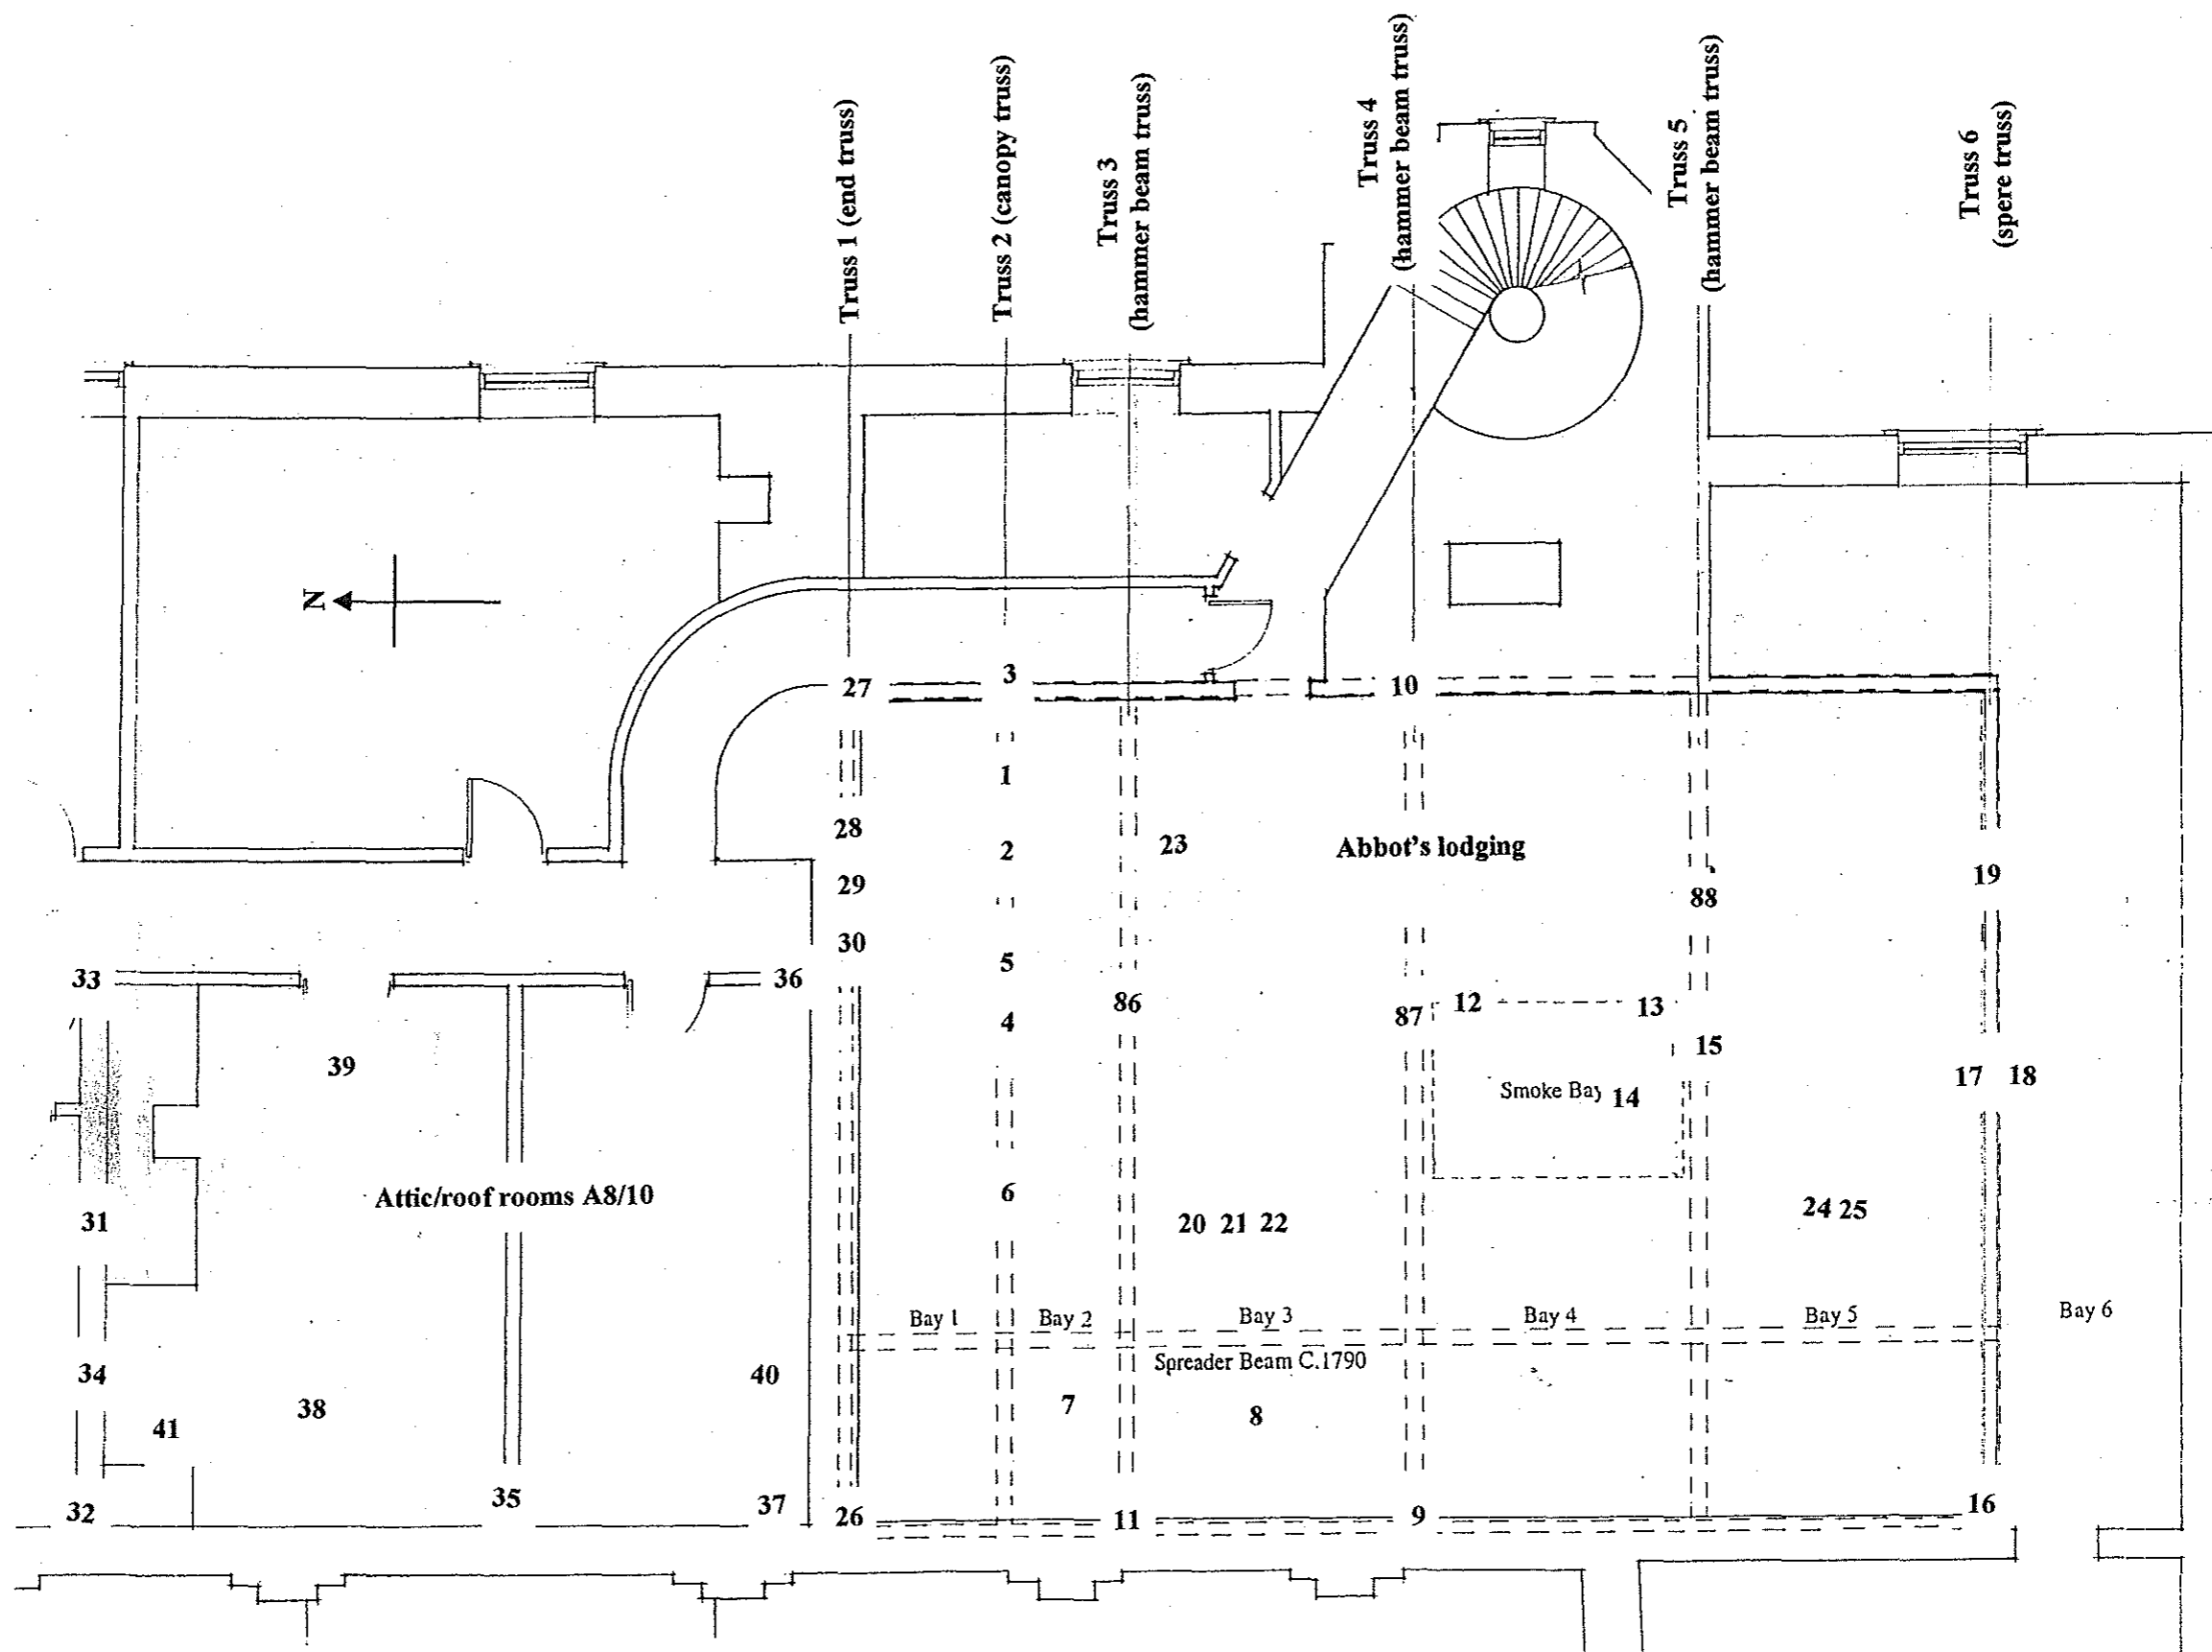 Truss 1 (end truss)
Truss 2 (canopy truss)
Truss 3
(hammer beam truss)
Truss 4
(hammer beam truss)
Truss 5
(hammer beam truss)
Truss 6
(spere truss)
N
27
3
10
1
28
2
23
Abbot's lodging
29
19
88
30
5
33
36
86
87
12
13
4
15
39
17
18
Smoke Bay
14
Attic/roof rooms A8/10
6
31
20
21
22
24
25
Bay 1
Bay 2
Bay 3
Bay 4
Bay 5
Bay 6
Spreader Beam C.1790
34
40
38
7
8
41
35
37
32
26
11
9
16